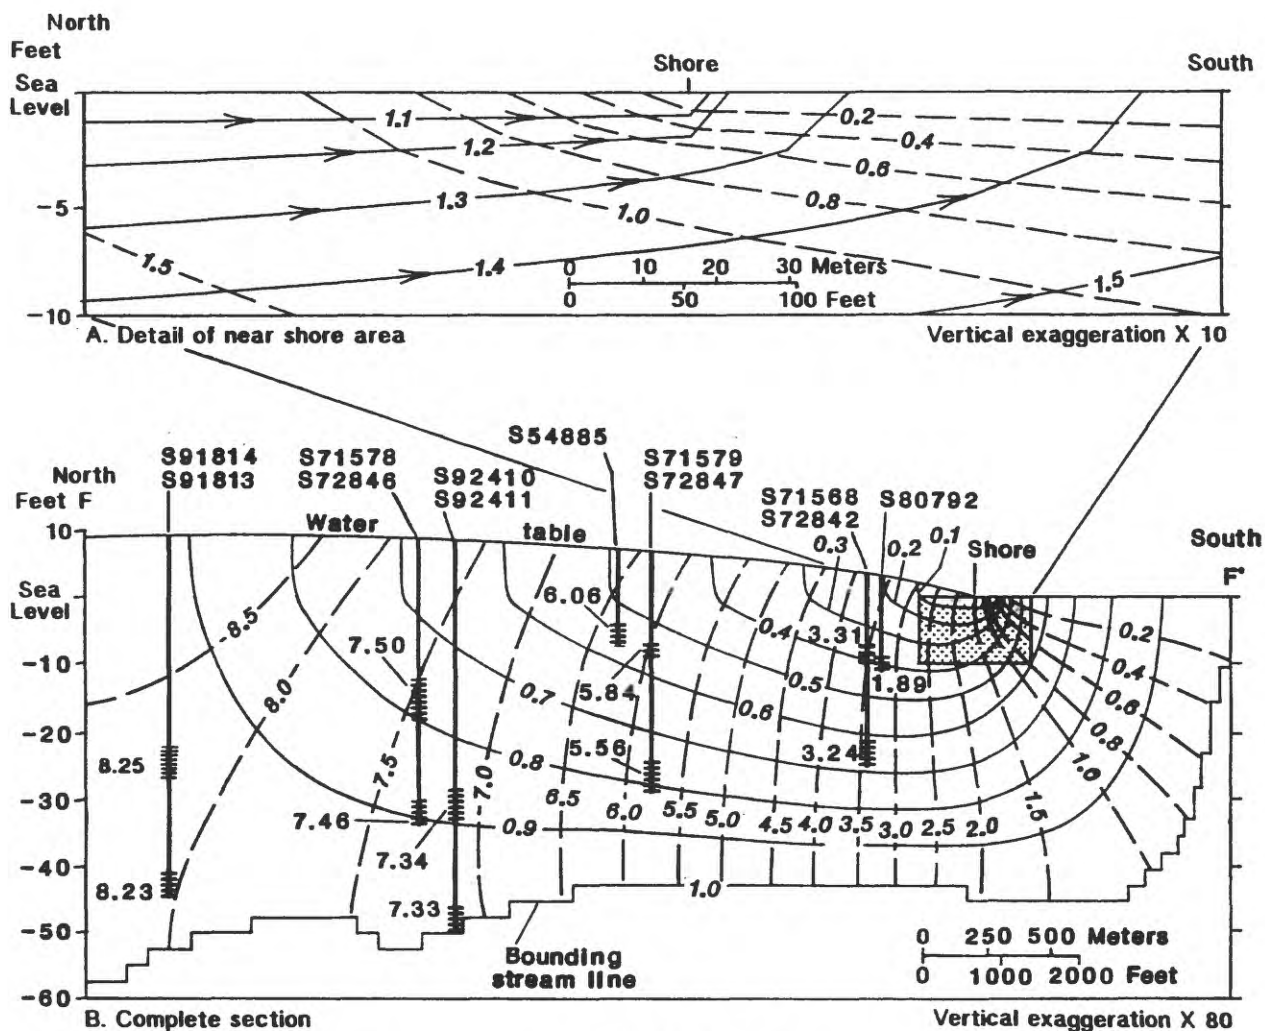 North
Feet
Sea
Level
Shore
South
1.1
0.2
1.2
0.4
0.6
1.3
0.8
1.0
-5
1.5
1.4
0 10 20 30 Meters
0 50 100 Feet
1.5
-10
A. Detail of near shore area
Vertical exaggeration X 10
S54885
S91814
S91813
S71578
S72846
S92410
S92411
S71579
S72847
S71568
S72842
S80792
North
Feet F
Water table
10
0.3
0.2
0.1
Shore
South
F'
Sea
Level
6.06
8.5
3.31
0.4
0.2
7.50
-10
8.0
5.84
0.5
1.89
0.4
0.7
0.6
0.6
-20
8.25
7.5
7.0
0.8
5.56
3.24
0.8
1.0
-30
7.46
0.9
6.5 6.0 5.5 5.0 4.5 4.0 3.5 3.0 2.5 2.0
1.5
7.34
-40
8.23
7.33
1.0
-50
Bounding
stream line
0 250 500 Meters
0 1000 2000 Feet
-60
B. Complete section
Vertical exaggeration X 80